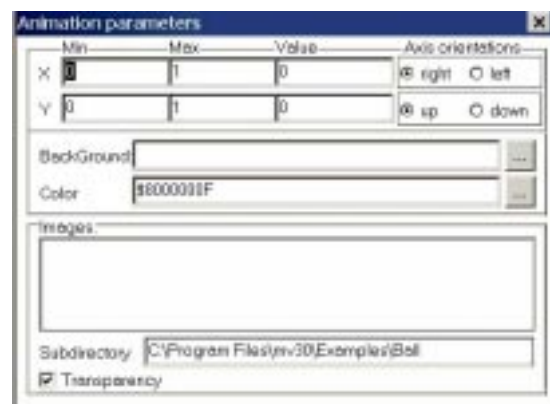 Animation parameters
Min Max Value Axis orientations
X 0 1 0 right left
Y 0 1 0 up down
BackGround ...
Color $8000000F ...
Images:
Subdirectory C:\Program Files\mv30\Examples\Ball
Transparency